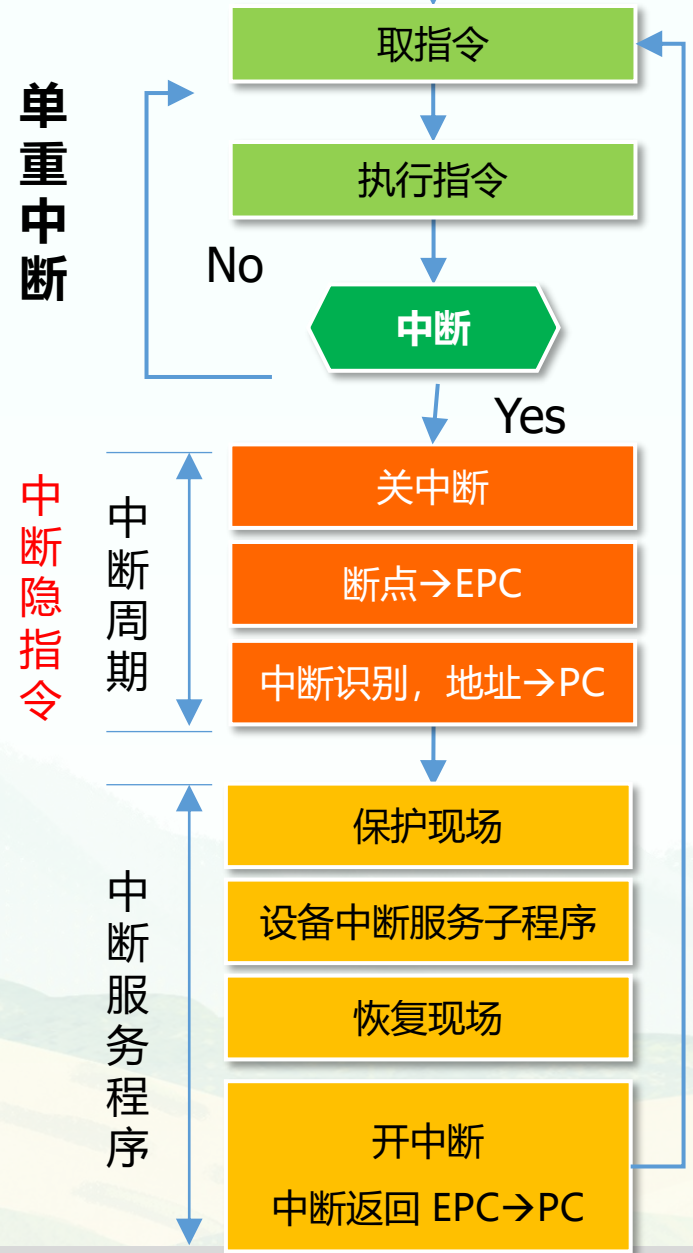 单重中断
取指令
执行指令
No
中断
Yes
中断隐指令
中断周期
关中断
断点→EPC
中断识别，地址→PC
中断服务程序
保护现场
设备中断服务子程序
恢复现场
开中断
中断返回 EPC→PC